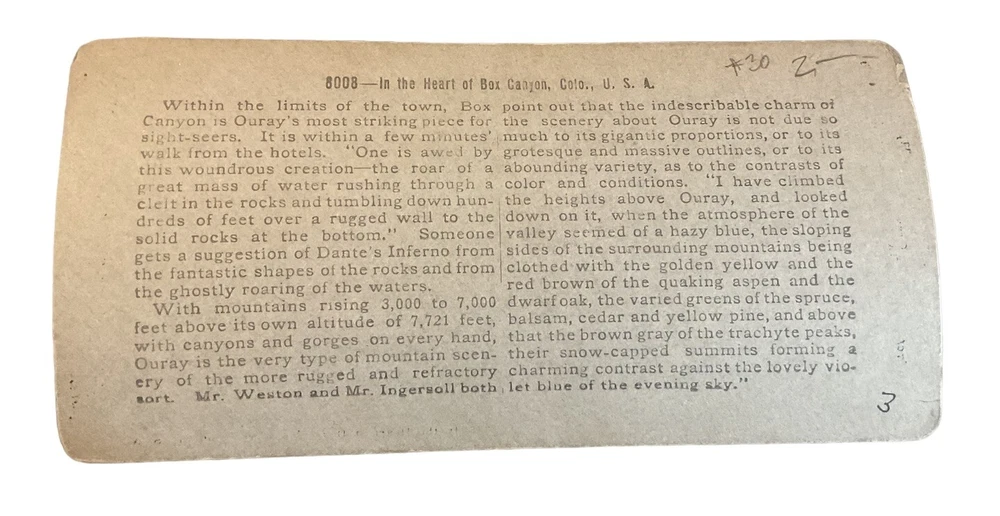 #30 2 —
8008—In the Heart of Box Canyon, Colo., U. S. A.
Within the limits of the town, Box
Canyon is Ouray's most striking piece for
sight-seers. It is within a few minutes'
walk from the hotels. "One is awed by
this woundrous creation—the roar of a
great mass of water rushing through a
cleft in the rocks and tumbling down hun-
dreds of feet over a rugged wall to the
solid rocks at the bottom." Someone
gets a suggestion of Dante's Inferno from
the fantastic shapes of the rocks and from
the ghostly roaring of the waters.
With mountains rising 3,000 to 7,000
feet above its own altitude of 7,721 feet,
with canyons and gorges on every hand,
Ouray is the very type of mountain scen-
ery of the more rugged and refractory
sort. Mr. Weston and Mr. Ingersoll both
point out that the indescribable charm of
the scenery about Ouray is not due so
much to its gigantic proportions, or to its
grotesque and massive outlines, or to its
abounding variety, as to the contrasts of
color and conditions. "I have climbed
the heights above Ouray, and looked
down on it, when the atmosphere of the
valley seemed of a hazy blue, the sloping
sides of the surrounding mountains being
clothed with the golden yellow and the
red brown of the quaking aspen and the
dwarf oak, the varied greens of the spruce,
balsam, cedar and yellow pine, and above
that the brown gray of the trachyte peaks,
their snow-capped summits forming a
charming contrast against the lovely vio-
let blue of the evening sky."
3